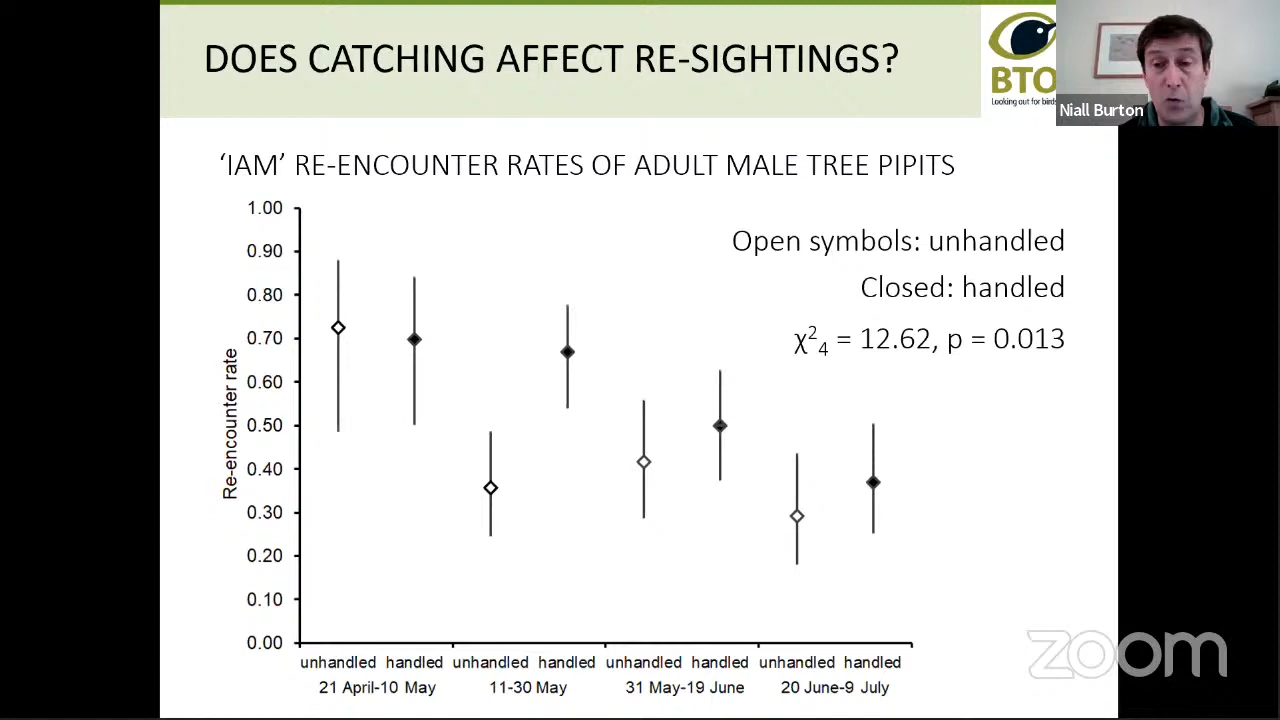 DOES CATCHING AFFECT RE-SIGHTINGS?
BTO
Looking out for birds
Niall Burton
‘IAM’ RE-ENCOUNTER RATES OF ADULT MALE TREE PIPITS
Open symbols: unhandled
Closed: handled
χ²₄ = 12.62, p = 0.013
Re-encounter rate
1.00
0.90
0.80
0.70
0.60
0.50
0.40
0.30
0.20
0.10
0.00
unhandled handled unhandled handled unhandled handled unhandled handled
21 April-10 May 11-30 May 31 May-19 June 20 June-9 July
zoom